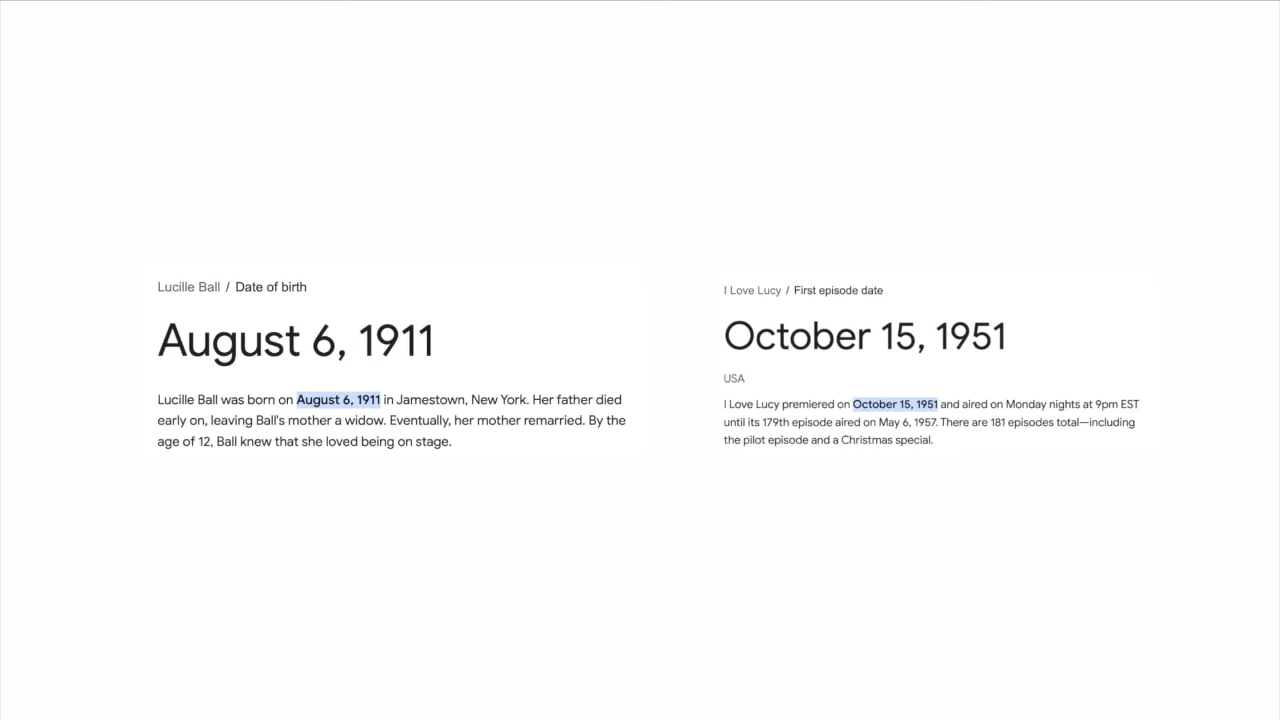 Lucille Ball / Date of birth
August 6, 1911
Lucille Ball was born on August 6, 1911 in Jamestown, New York. Her father died
early on, leaving Ball's mother a widow. Eventually, her mother remarried. By the
age of 12, Ball knew that she loved being on stage.
I Love Lucy / First episode date
October 15, 1951
USA
I Love Lucy premiered on October 15, 1951 and aired on Monday nights at 9pm EST
until its 179th episode aired on May 6, 1957. There are 181 episodes total—including
the pilot episode and a Christmas special.